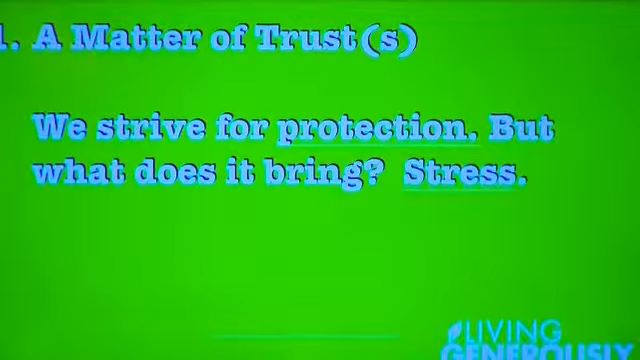 1. A Matter of Trust(s)
We strive for protection. But
what does it bring? Stress.
LIVING
GENEROUSLY